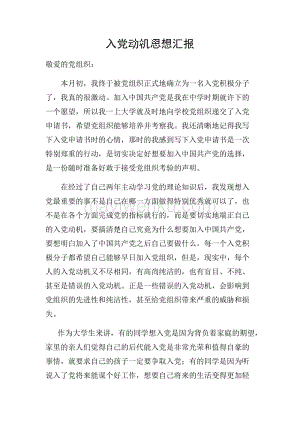 入党动机思想汇报
敬爱的党组织：
本月初，终于被党组织正式地确立为一名入党积极分子
了，我真的很激动。加入中国共产党是我在中学时期就许下的
一个愿望，所以我一上大学就及时地向学校党组织递交了入党
申请书，希望党组织能够培养并考察我。我还清晰地记得我写
下入党申请书时的心情，那时的我感到写下入党申请书是一次
特别郑重的行动，是切实决定好想要加入中国共产党的选择，
是一份随时准备好敢于接受党组织考验的声明。
在经过了自己两年主动学习党的理论知识后，我发现想入
党最重要的事不是自己在哪一方面做得特别优秀就可以，也不
是在各个方面完成党的指标就行的。而是要切实地端正自己
的入党动机，要搞清楚自己究竟是为什么想要加入中国共产党，
要想明白加入了中国共产党之后自己要做什么。每一个入党积
极分子都希望自己能够早日加入党组织，但是不同的人，每个
人的入党动机又不尽相同，有高尚纯洁的，也有盲目、不纯、
甚至是错误的入党动机。正是一些错误的入党动机，会影响到
党组织的先进性和纯洁性，甚至给党组织带来严重的威胁和损
失。
作为大学生来讲，有的同学想入党是因为背负着家庭的期望，
家里的亲人们觉得自己的后代能入党是非常光荣和值得自豪的
事情，就要求自己的孩子一定要争取入党；有的同学是因为听
说入了党将来能谋个好工作，想要自己将来的生活变得更加轻